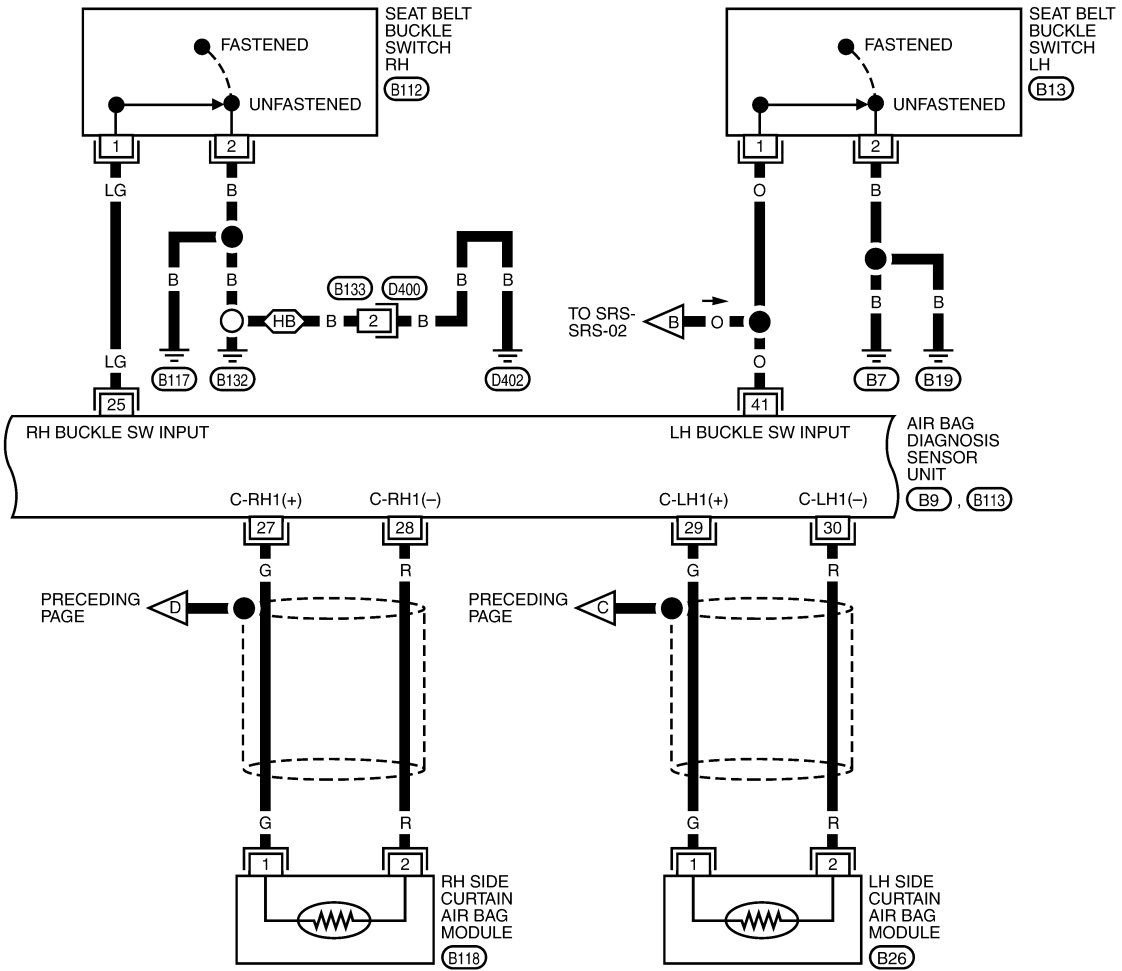 SEAT BELT
BUCKLE
SWITCH
RH
B112
FASTENED
UNFASTENED
1
2
SEAT BELT
BUCKLE
SWITCH
LH
B13
FASTENED
UNFASTENED
1
2
LG
B
O
B
B
B
B133
D400
B
B
HB
B
2
B
TO SRS-
SRS-02
B
O
B
B
LG
O
B117
B132
D402
B7
B19
25
41
RH BUCKLE SW INPUT
LH BUCKLE SW INPUT
AIR BAG
DIAGNOSIS
SENSOR
UNIT
B9 , B113
C-RH1(+)
C-RH1(–)
C-LH1(+)
C-LH1(–)
27
28
29
30
G
R
G
R
PRECEDING
PAGE
D
PRECEDING
PAGE
C
G
R
G
R
1
2
1
2
RH SIDE
CURTAIN
AIR BAG
MODULE
B118
LH SIDE
CURTAIN
AIR BAG
MODULE
B26